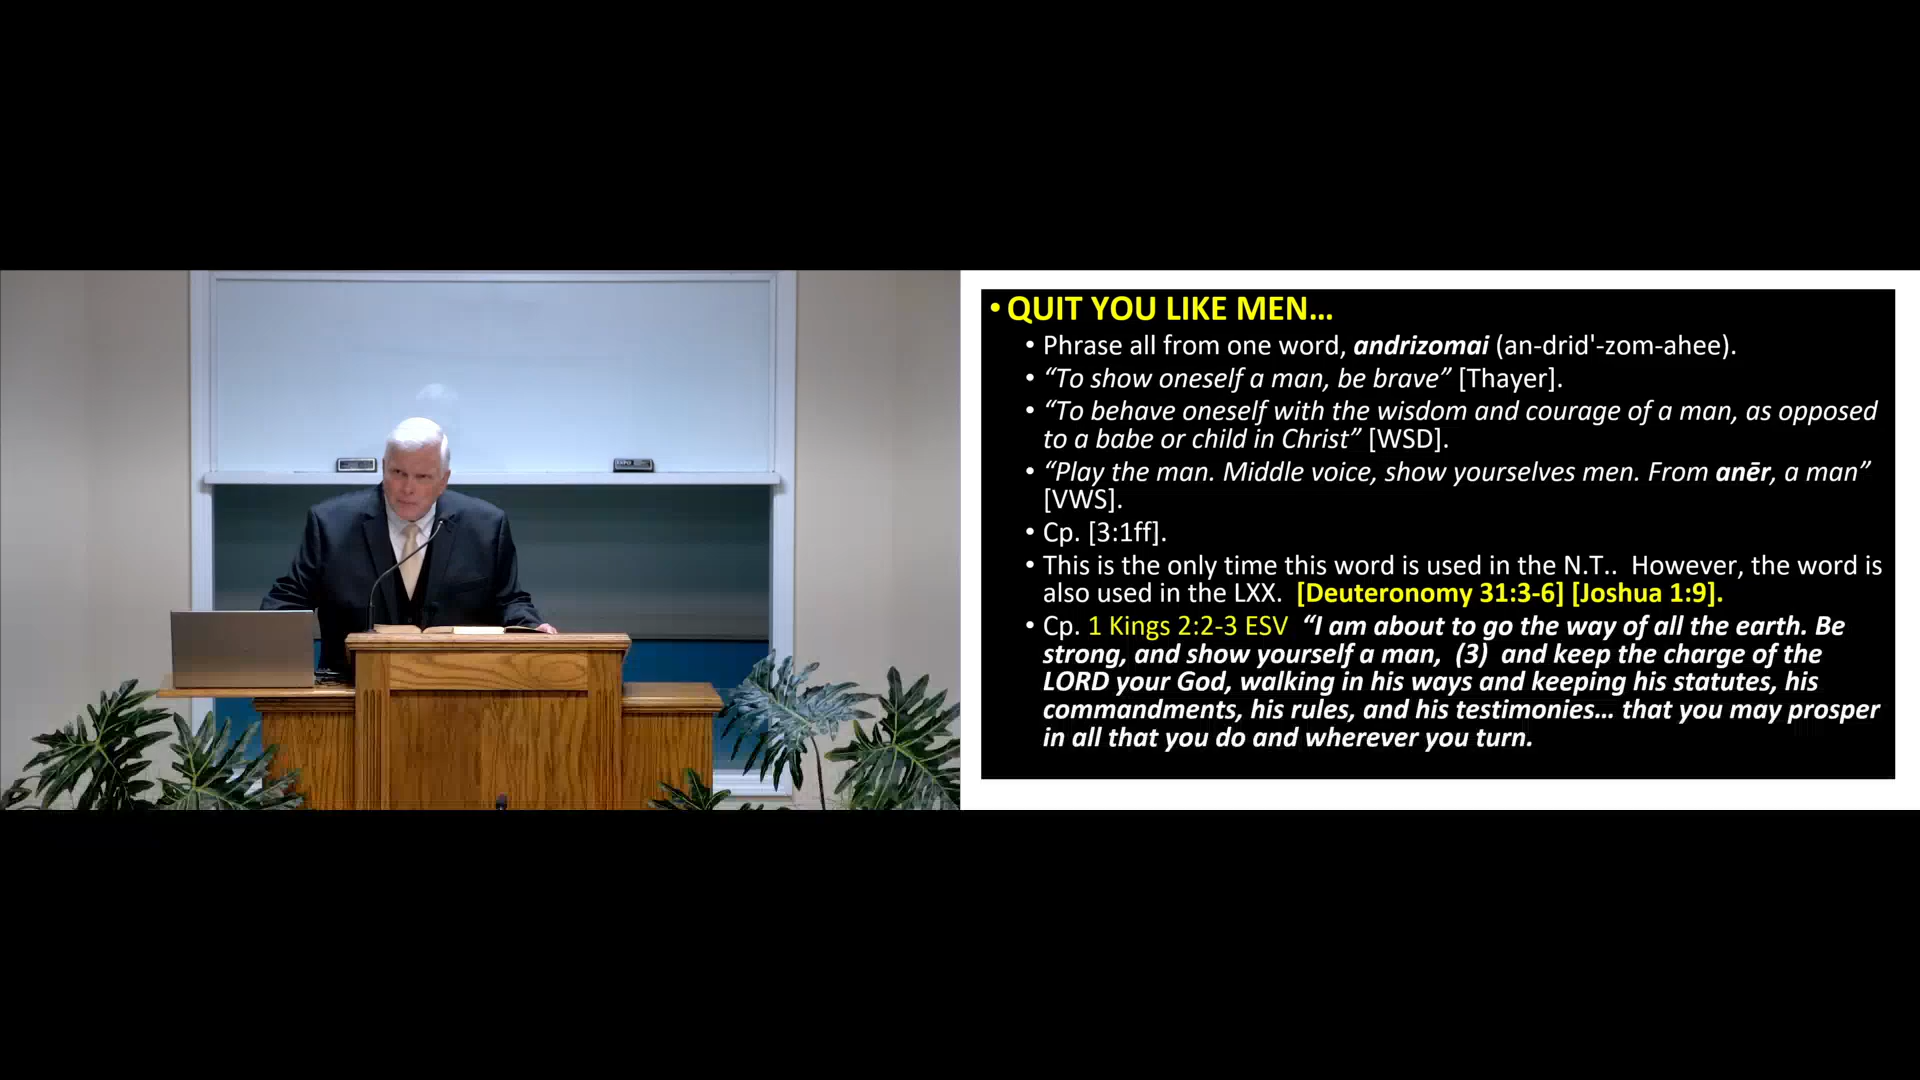 • QUIT YOU LIKE MEN…
• Phrase all from one word, andrizomai (an-drid'-zom-ahee).
• “To show oneself a man, be brave” [Thayer].
• “To behave oneself with the wisdom and courage of a man, as opposed
to a babe or child in Christ” [WSD].
• “Play the man. Middle voice, show yourselves men. From anēr, a man”
[VWS].
• Cp. [3:1ff].
• This is the only time this word is used in the N.T.. However, the word is
also used in the LXX. [Deuteronomy 31:3-6] [Joshua 1:9].
• Cp. 1 Kings 2:2-3 ESV “I am about to go the way of all the earth. Be
strong, and show yourself a man, (3) and keep the charge of the
LORD your God, walking in his ways and keeping his statutes, his
commandments, his rules, and his testimonies… that you may prosper
in all that you do and wherever you turn.